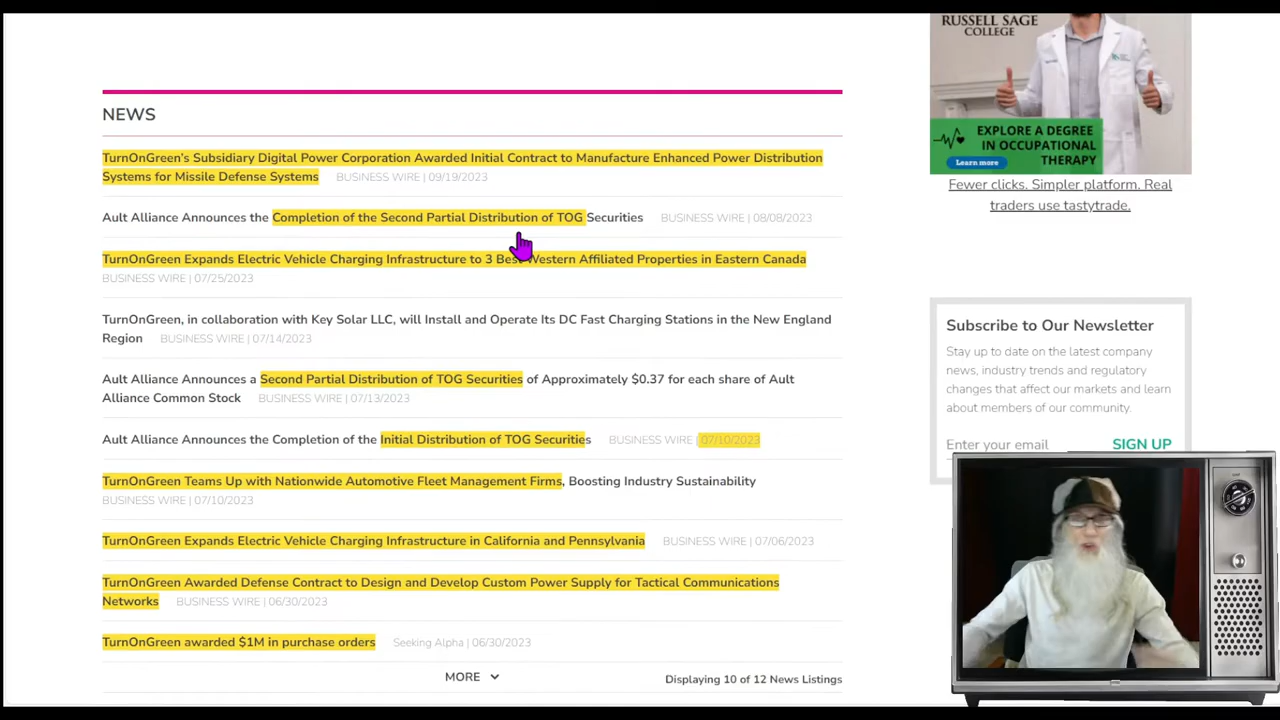 RUSSELL SAGE
COLLEGE
EXPLORE A DEGREE
IN OCCUPATIONAL
THERAPY
Learn more
Fewer clicks. Simpler platform. Real
traders use tastytrade.
NEWS
TurnOnGreen's Subsidiary Digital Power Corporation Awarded Initial Contract to Manufacture Enhanced Power Distribution
Systems for Missile Defense Systems BUSINESS WIRE | 09/19/2023
Ault Alliance Announces the Completion of the Second Partial Distribution of TOG Securities BUSINESS WIRE | 08/08/2023
TurnOnGreen Expands Electric Vehicle Charging Infrastructure to 3 Best Western Affiliated Properties in Eastern Canada
BUSINESS WIRE | 07/25/2023
TurnOnGreen, in collaboration with Key Solar LLC, will Install and Operate Its DC Fast Charging Stations in the New England
Region BUSINESS WIRE | 07/14/2023
Ault Alliance Announces a Second Partial Distribution of TOG Securities of Approximately $0.37 for each share of Ault
Alliance Common Stock BUSINESS WIRE | 07/13/2023
Ault Alliance Announces the Completion of the Initial Distribution of TOG Securities BUSINESS WIRE | 07/10/2023
TurnOnGreen Teams Up with Nationwide Automotive Fleet Management Firms, Boosting Industry Sustainability
BUSINESS WIRE | 07/10/2023
TurnOnGreen Expands Electric Vehicle Charging Infrastructure in California and Pennsylvania BUSINESS WIRE | 07/06/2023
TurnOnGreen Awarded Defense Contract to Design and Develop Custom Power Supply for Tactical Communications
Networks BUSINESS WIRE | 06/30/2023
TurnOnGreen awarded $1M in purchase orders Seeking Alpha | 06/30/2023
MORE
Displaying 10 of 12 News Listings
Subscribe to Our Newsletter
Stay up to date on the latest company
news, industry trends and regulatory
changes that affect our markets and learn
about members of our community.
Enter your email SIGN UP